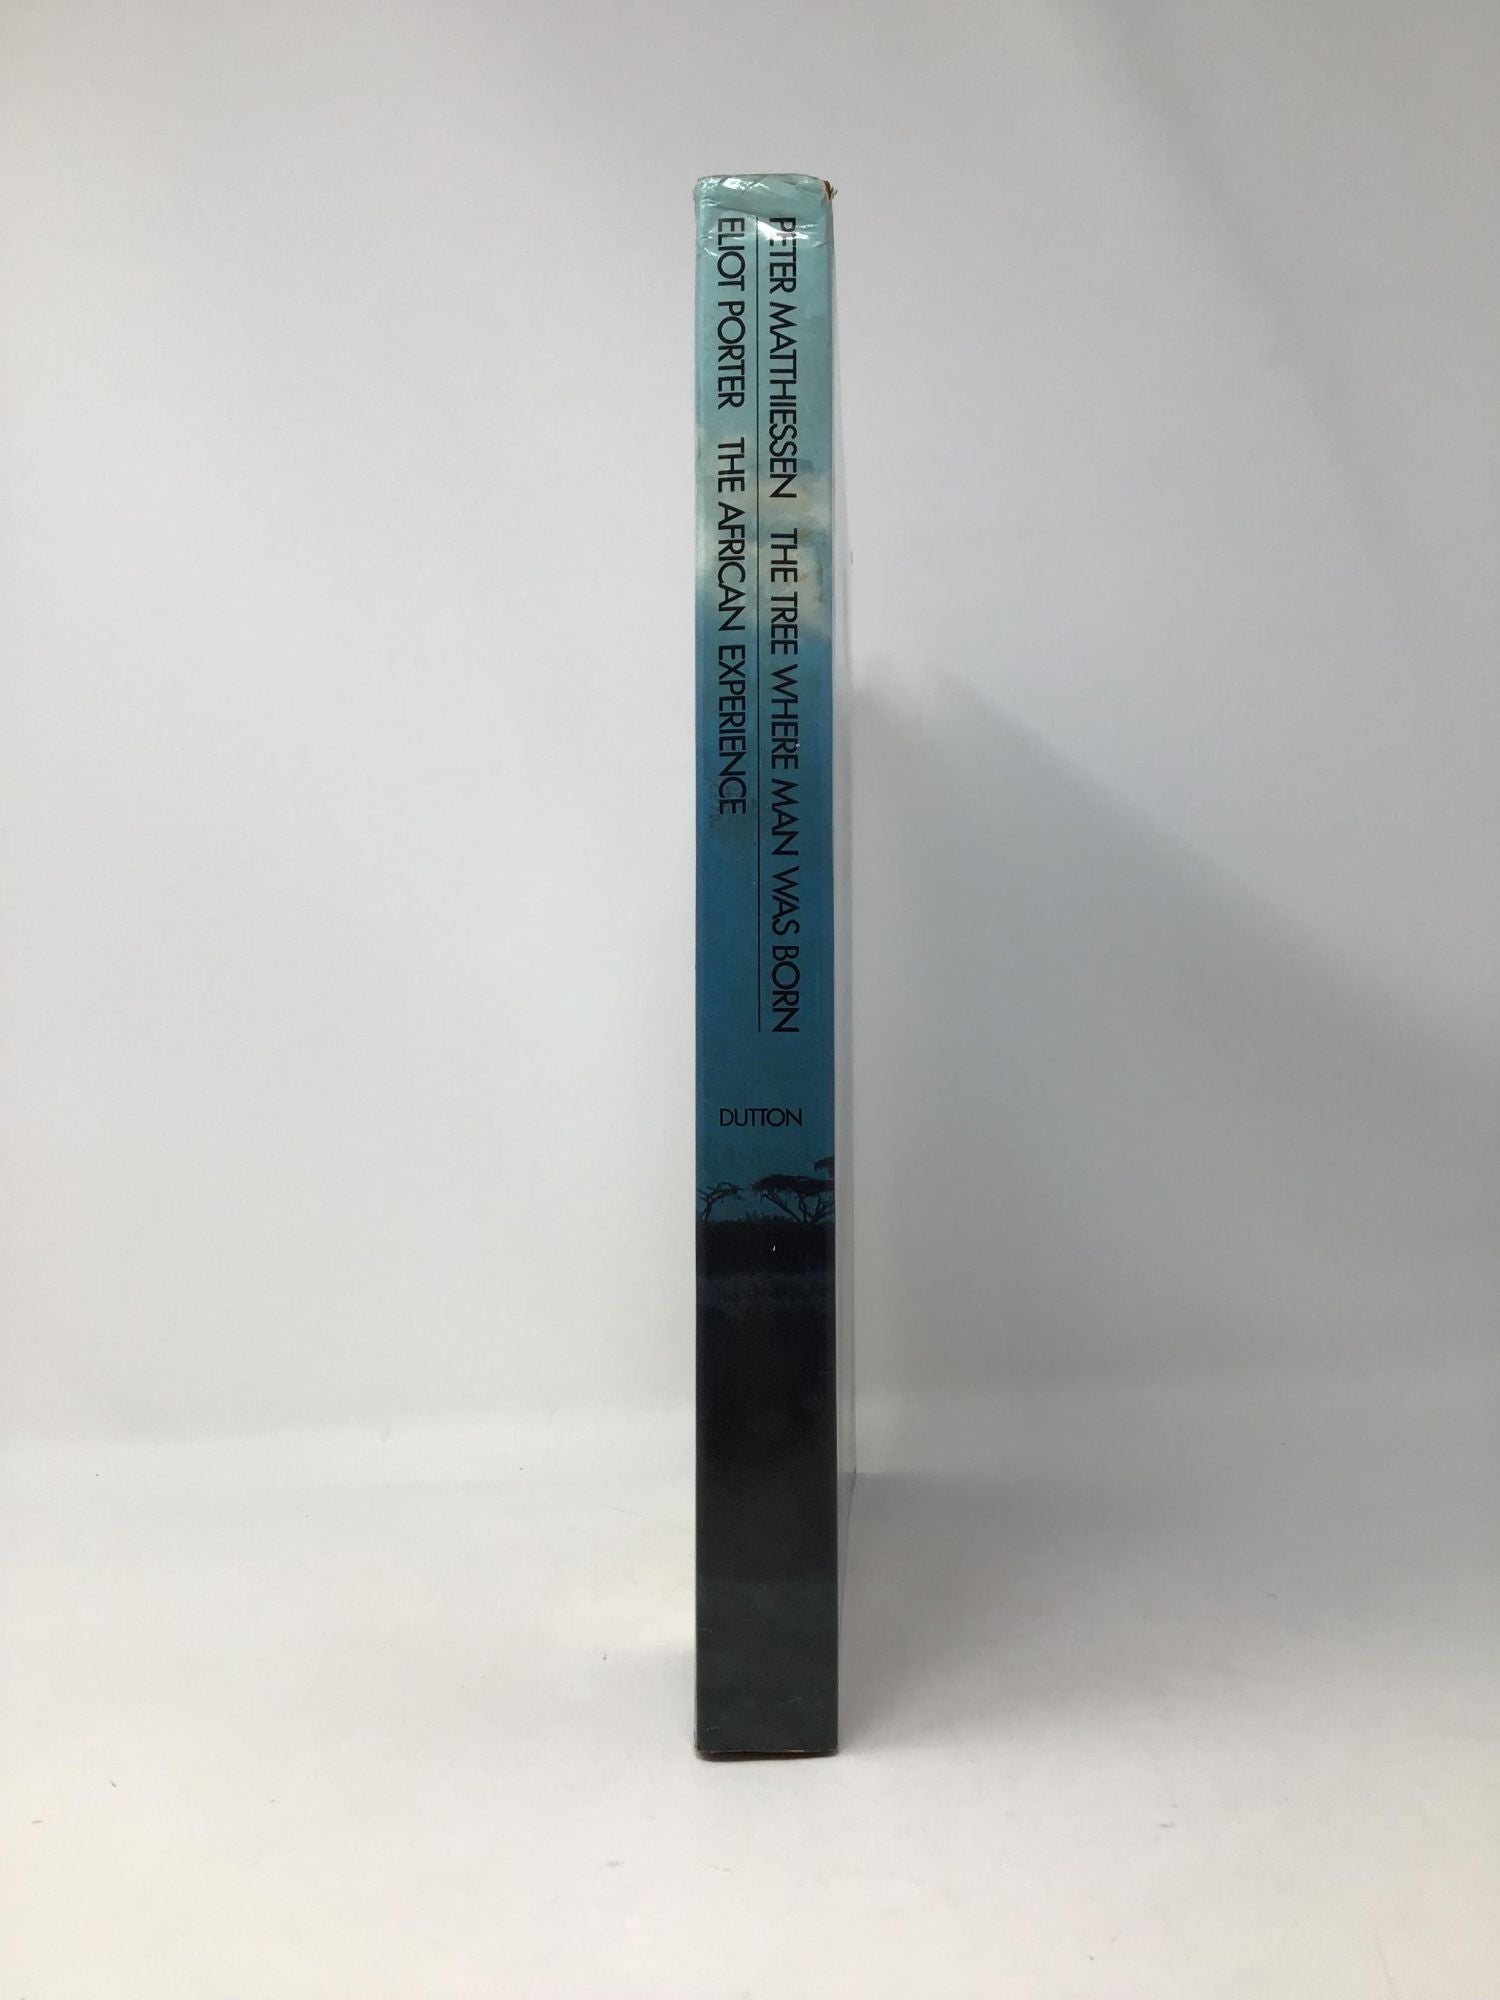 PETER MATTHIESSEN THE TREE WHERE MAN WAS BORN
ELIOT PORTER THE AFRICAN EXPERIENCE
DUTTON